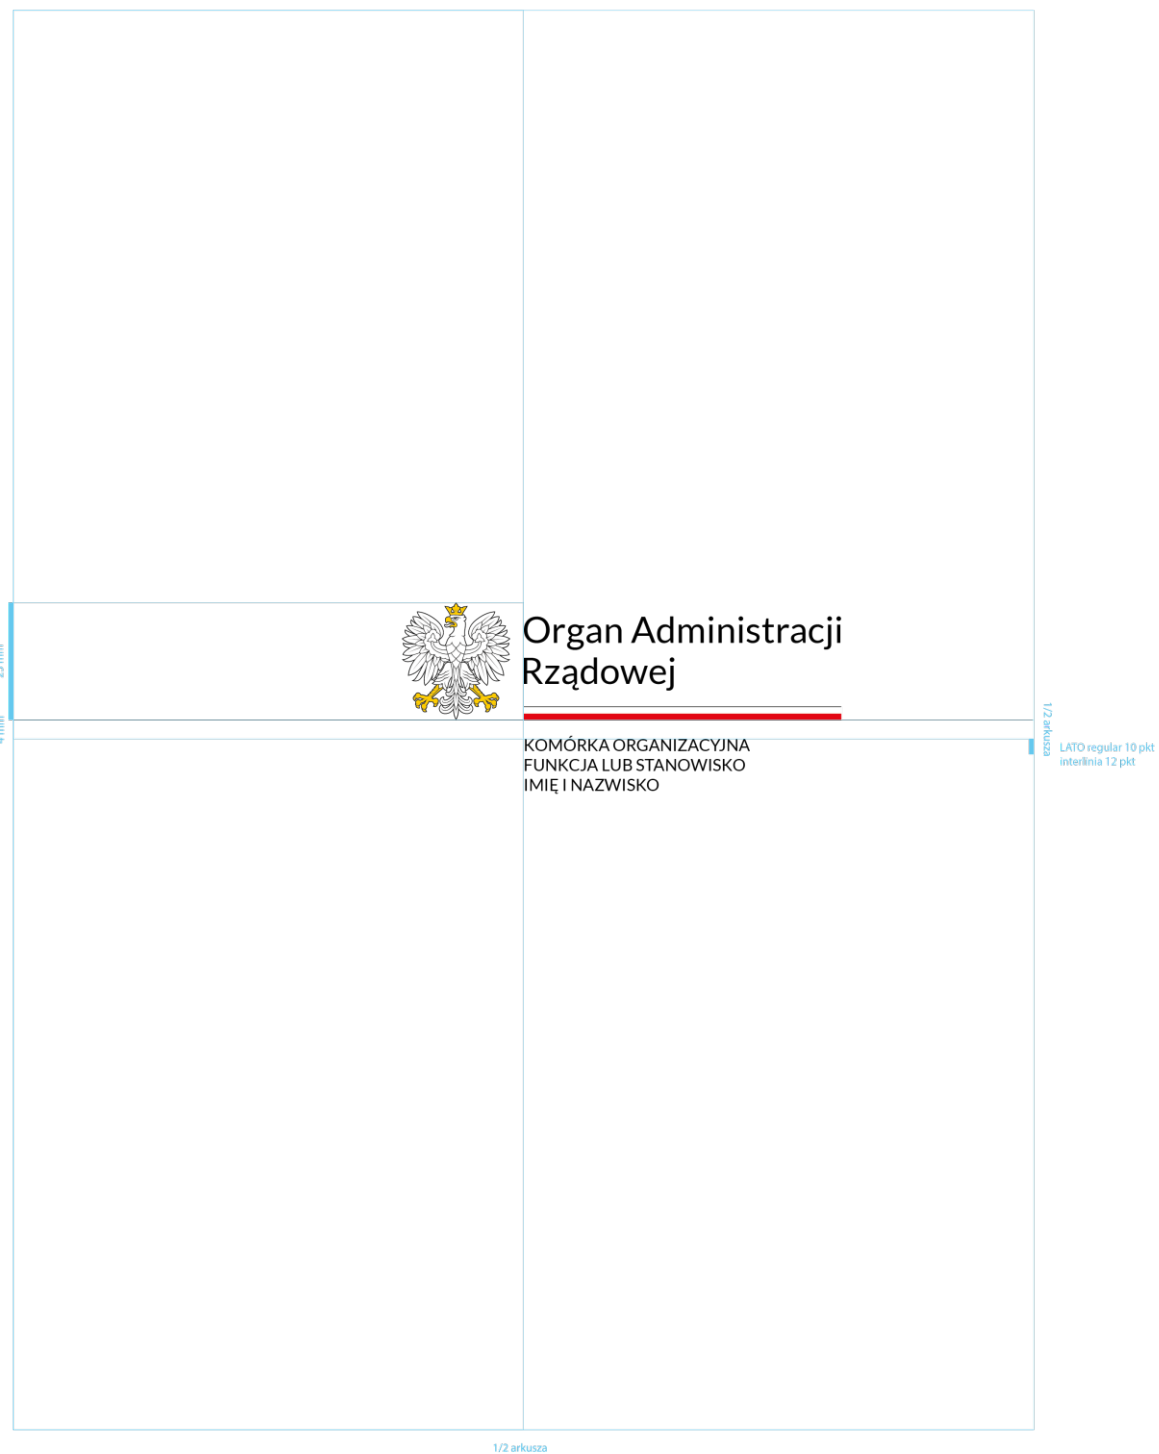 Organ Administracji
Rządowej
KOMÓRKA ORGANIZACYJNA
FUNKCJA LUB STANOWISKO
IMIĘ I NAZWISKO
1/2 arkusza
LATO regular 10 pkt
interlinia 12 pkt
1/2 arkusza